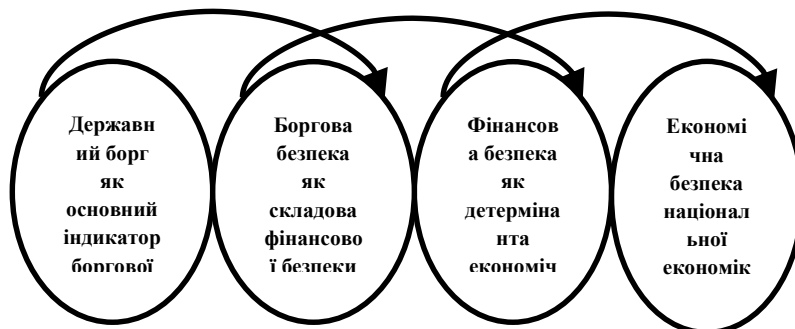 Державн
ий борг
як
основний
індикатор
боргової
Боргова
безпека
як
складова
фінансово
ї безпеки
Фінансов
а безпека
як
детерміна
нта
економіч
Економі
чна
безпека
націонал
ьної
економік